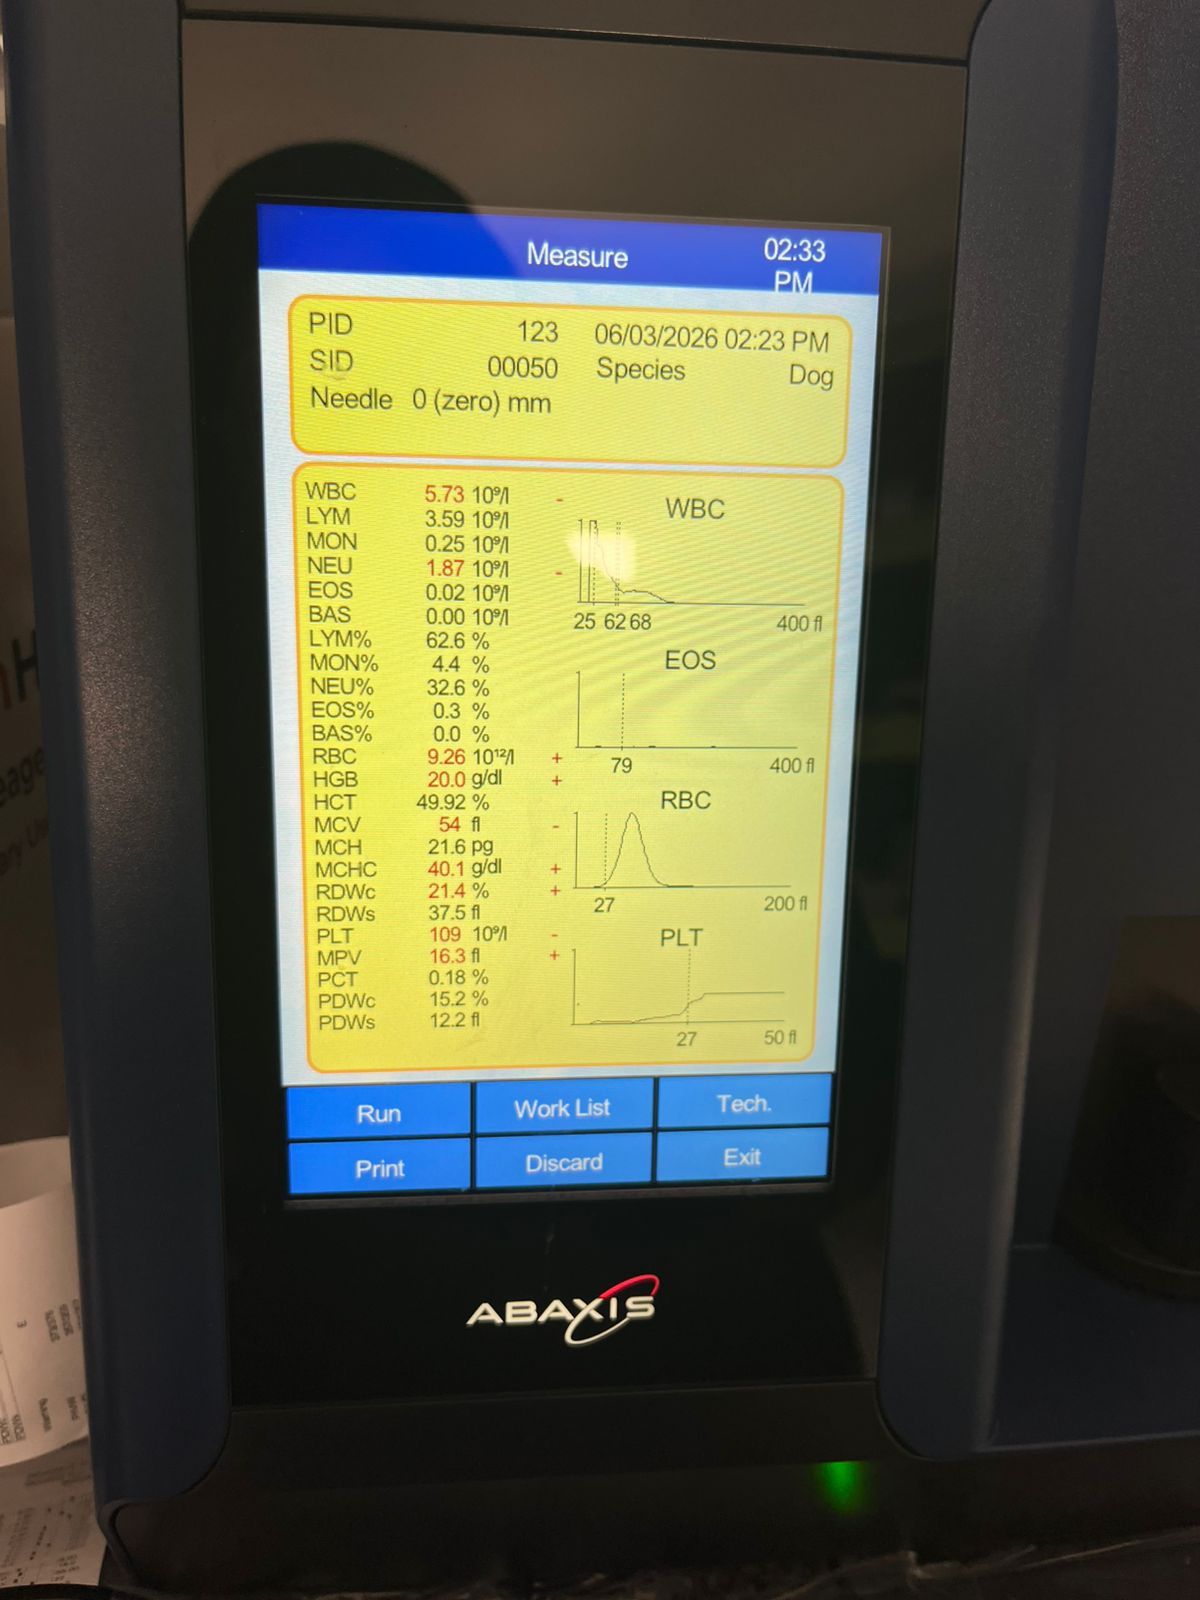 Measure
02:33 PM
PID 123 06/03/2026 02:23 PM
SID 00050 Species Dog
Needle 0 (zero) mm
WBC 5.73 10⁹/l -
LYM 3.59 10⁹/l
MON 0.25 10⁹/l
NEU 1.87 10⁹/l -
EOS 0.02 10⁹/l
BAS 0.00 10⁹/l
LYM% 62.6 %
MON% 4.4 %
NEU% 32.6 %
EOS% 0.3 %
BAS% 0.0 %
RBC 9.26 10¹²/l +
HGB 20.0 g/dl +
HCT 49.92 %
MCV 54 fl -
MCH 21.6 pg
MCHC 40.1 g/dl +
RDWc 21.4 % +
RDWs 37.5 fl
PLT 109 10⁹/l -
MPV 16.3 fl +
PCT 0.18 %
PDWc 15.2 %
PDWs 12.2 fl
WBC
25 62 68 400 fl
EOS
79 400 fl
RBC
27 200 fl
PLT
27 50 fl
Run Work List Tech.
Print Discard Exit
ABAXIS